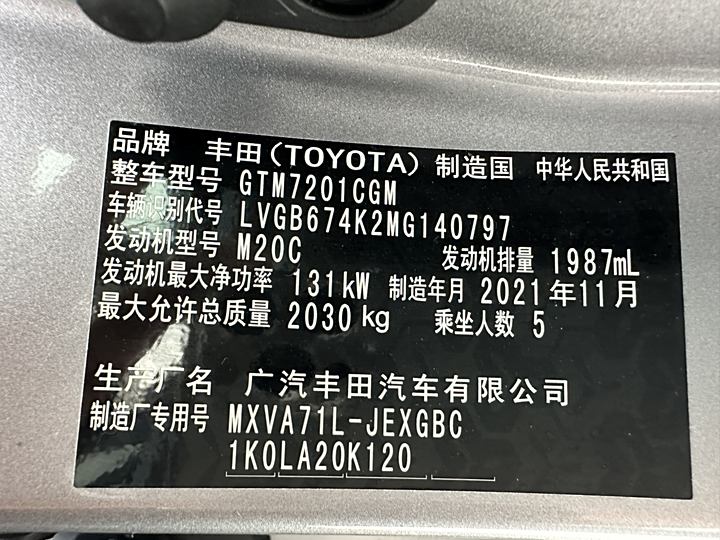 品牌 丰田(TOYOTA) 制造国 中华人民共和国
整车型号 GTM7201CGM
车辆识别代号 LVGB674K2MG140797
发动机型号 M20C 发动机排量 1987mL
发动机最大净功率 131kW 制造年月 2021年11月
最大允许总质量 2030kg 乘坐人数 5
生产厂名 广汽丰田汽车有限公司
制造厂专用号 MXVA71L-JEXGBC
1K0LA20K120